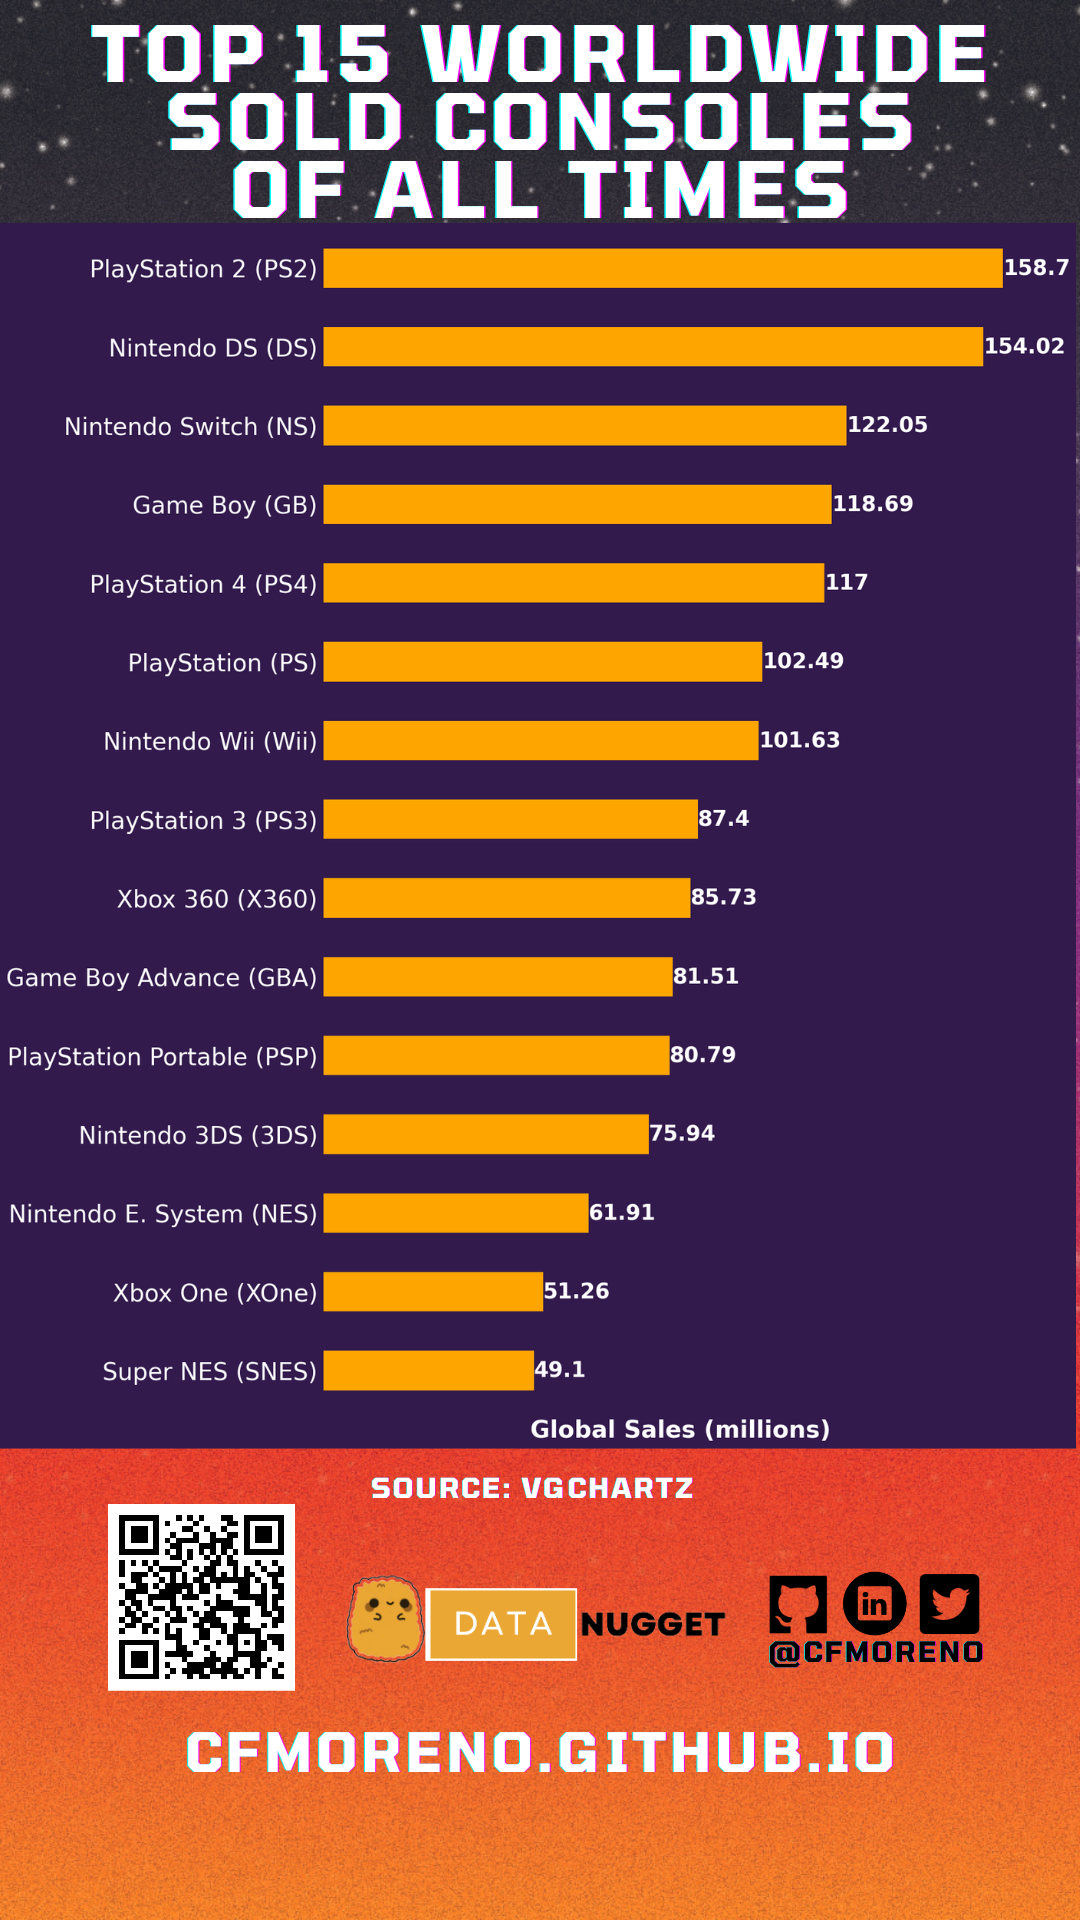 TOP 15 WORLDWIDE
SOLD CONSOLES
OF ALL TIMES
PlayStation 2 (PS2) 158.7
Nintendo DS (DS) 154.02
Nintendo Switch (NS) 122.05
Game Boy (GB) 118.69
PlayStation 4 (PS4) 117
PlayStation (PS) 102.49
Nintendo Wii (Wii) 101.63
PlayStation 3 (PS3) 87.4
Xbox 360 (X360) 85.73
Game Boy Advance (GBA) 81.51
PlayStation Portable (PSP) 80.79
Nintendo 3DS (3DS) 75.94
Nintendo E. System (NES) 61.91
Xbox One (XOne) 51.26
Super NES (SNES) 49.1
Global Sales (millions)
SOURCE: VGCHARTZ
DATA NUGGET
in
@CFMORENO
CFMORENO.GITHUB.IO